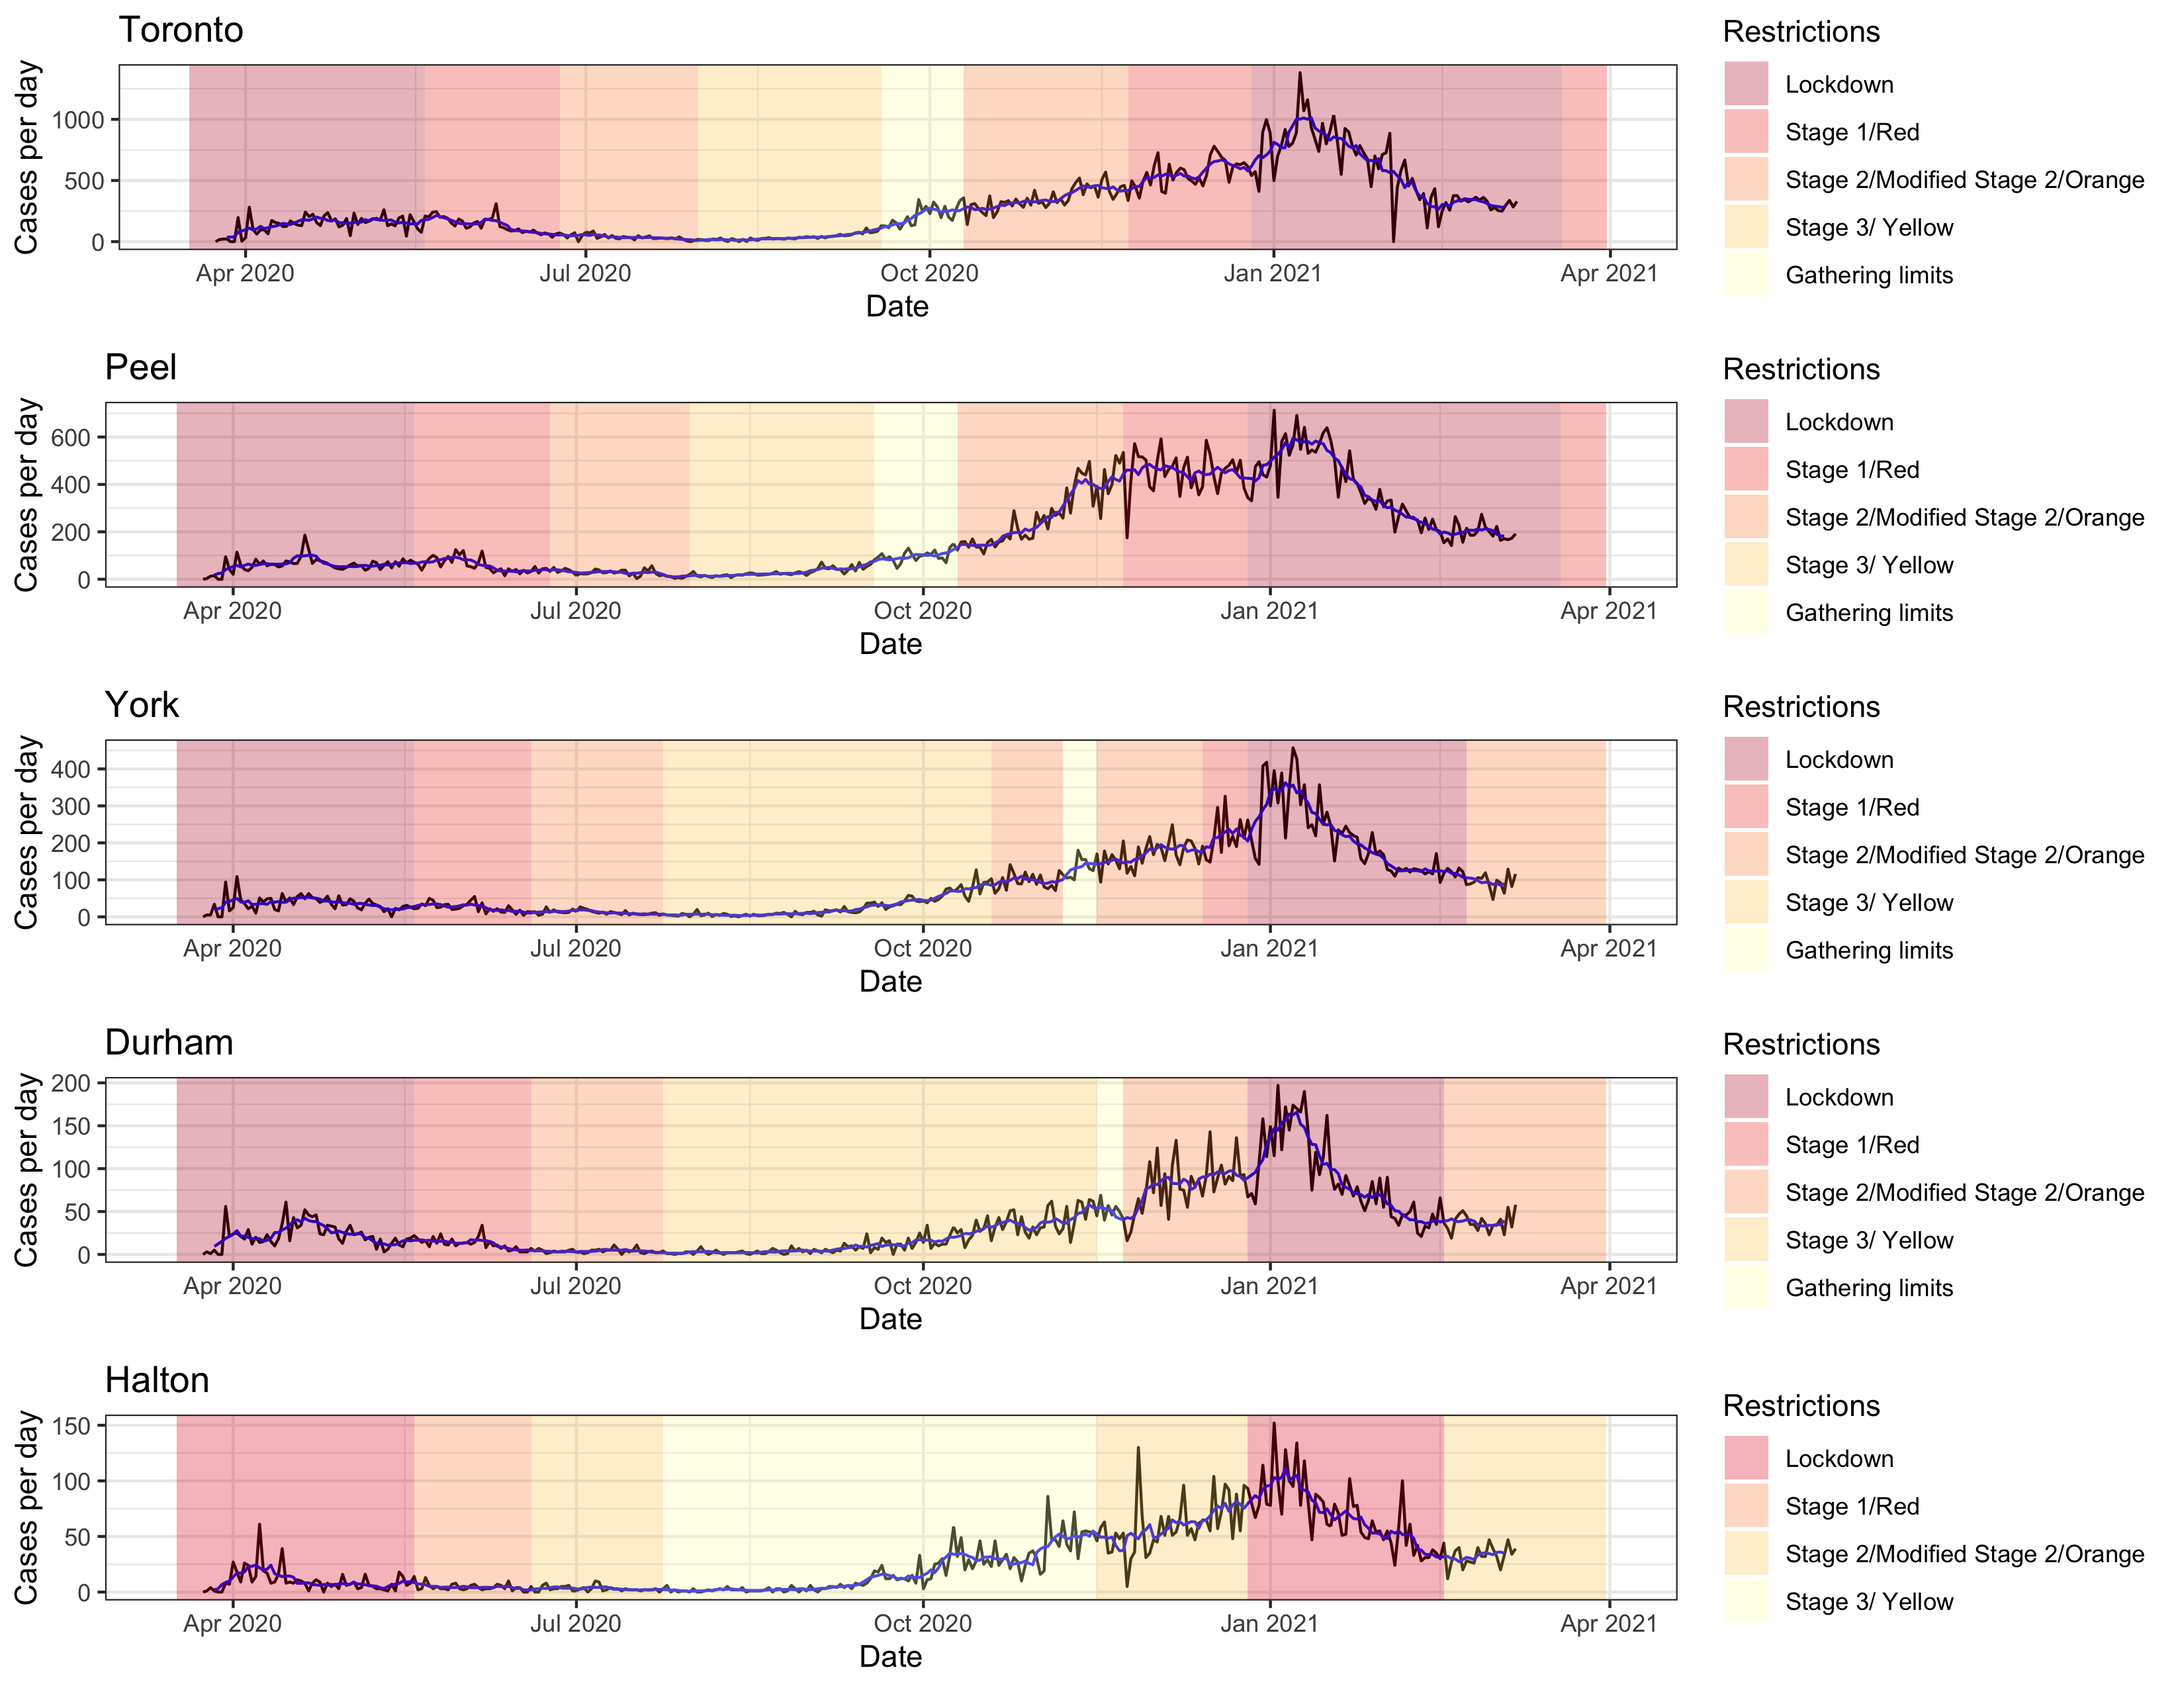 Toronto
Cases per day
1000
500
0
Apr 2020 Jul 2020 Oct 2020 Jan 2021 Apr 2021
Date
Restrictions
Lockdown
Stage 1/Red
Stage 2/Modified Stage 2/Orange
Stage 3/ Yellow
Gathering limits
Peel
Cases per day
600
400
200
0
Apr 2020 Jul 2020 Oct 2020 Jan 2021 Apr 2021
Date
Restrictions
Lockdown
Stage 1/Red
Stage 2/Modified Stage 2/Orange
Stage 3/ Yellow
Gathering limits
York
Cases per day
400
300
200
100
0
Apr 2020 Jul 2020 Oct 2020 Jan 2021 Apr 2021
Date
Restrictions
Lockdown
Stage 1/Red
Stage 2/Modified Stage 2/Orange
Stage 3/ Yellow
Gathering limits
Durham
Cases per day
200
150
100
50
0
Apr 2020 Jul 2020 Oct 2020 Jan 2021 Apr 2021
Date
Restrictions
Lockdown
Stage 1/Red
Stage 2/Modified Stage 2/Orange
Stage 3/ Yellow
Gathering limits
Halton
Cases per day
150
100
50
0
Apr 2020 Jul 2020 Oct 2020 Jan 2021 Apr 2021
Date
Restrictions
Lockdown
Stage 1/Red
Stage 2/Modified Stage 2/Orange
Stage 3/ Yellow